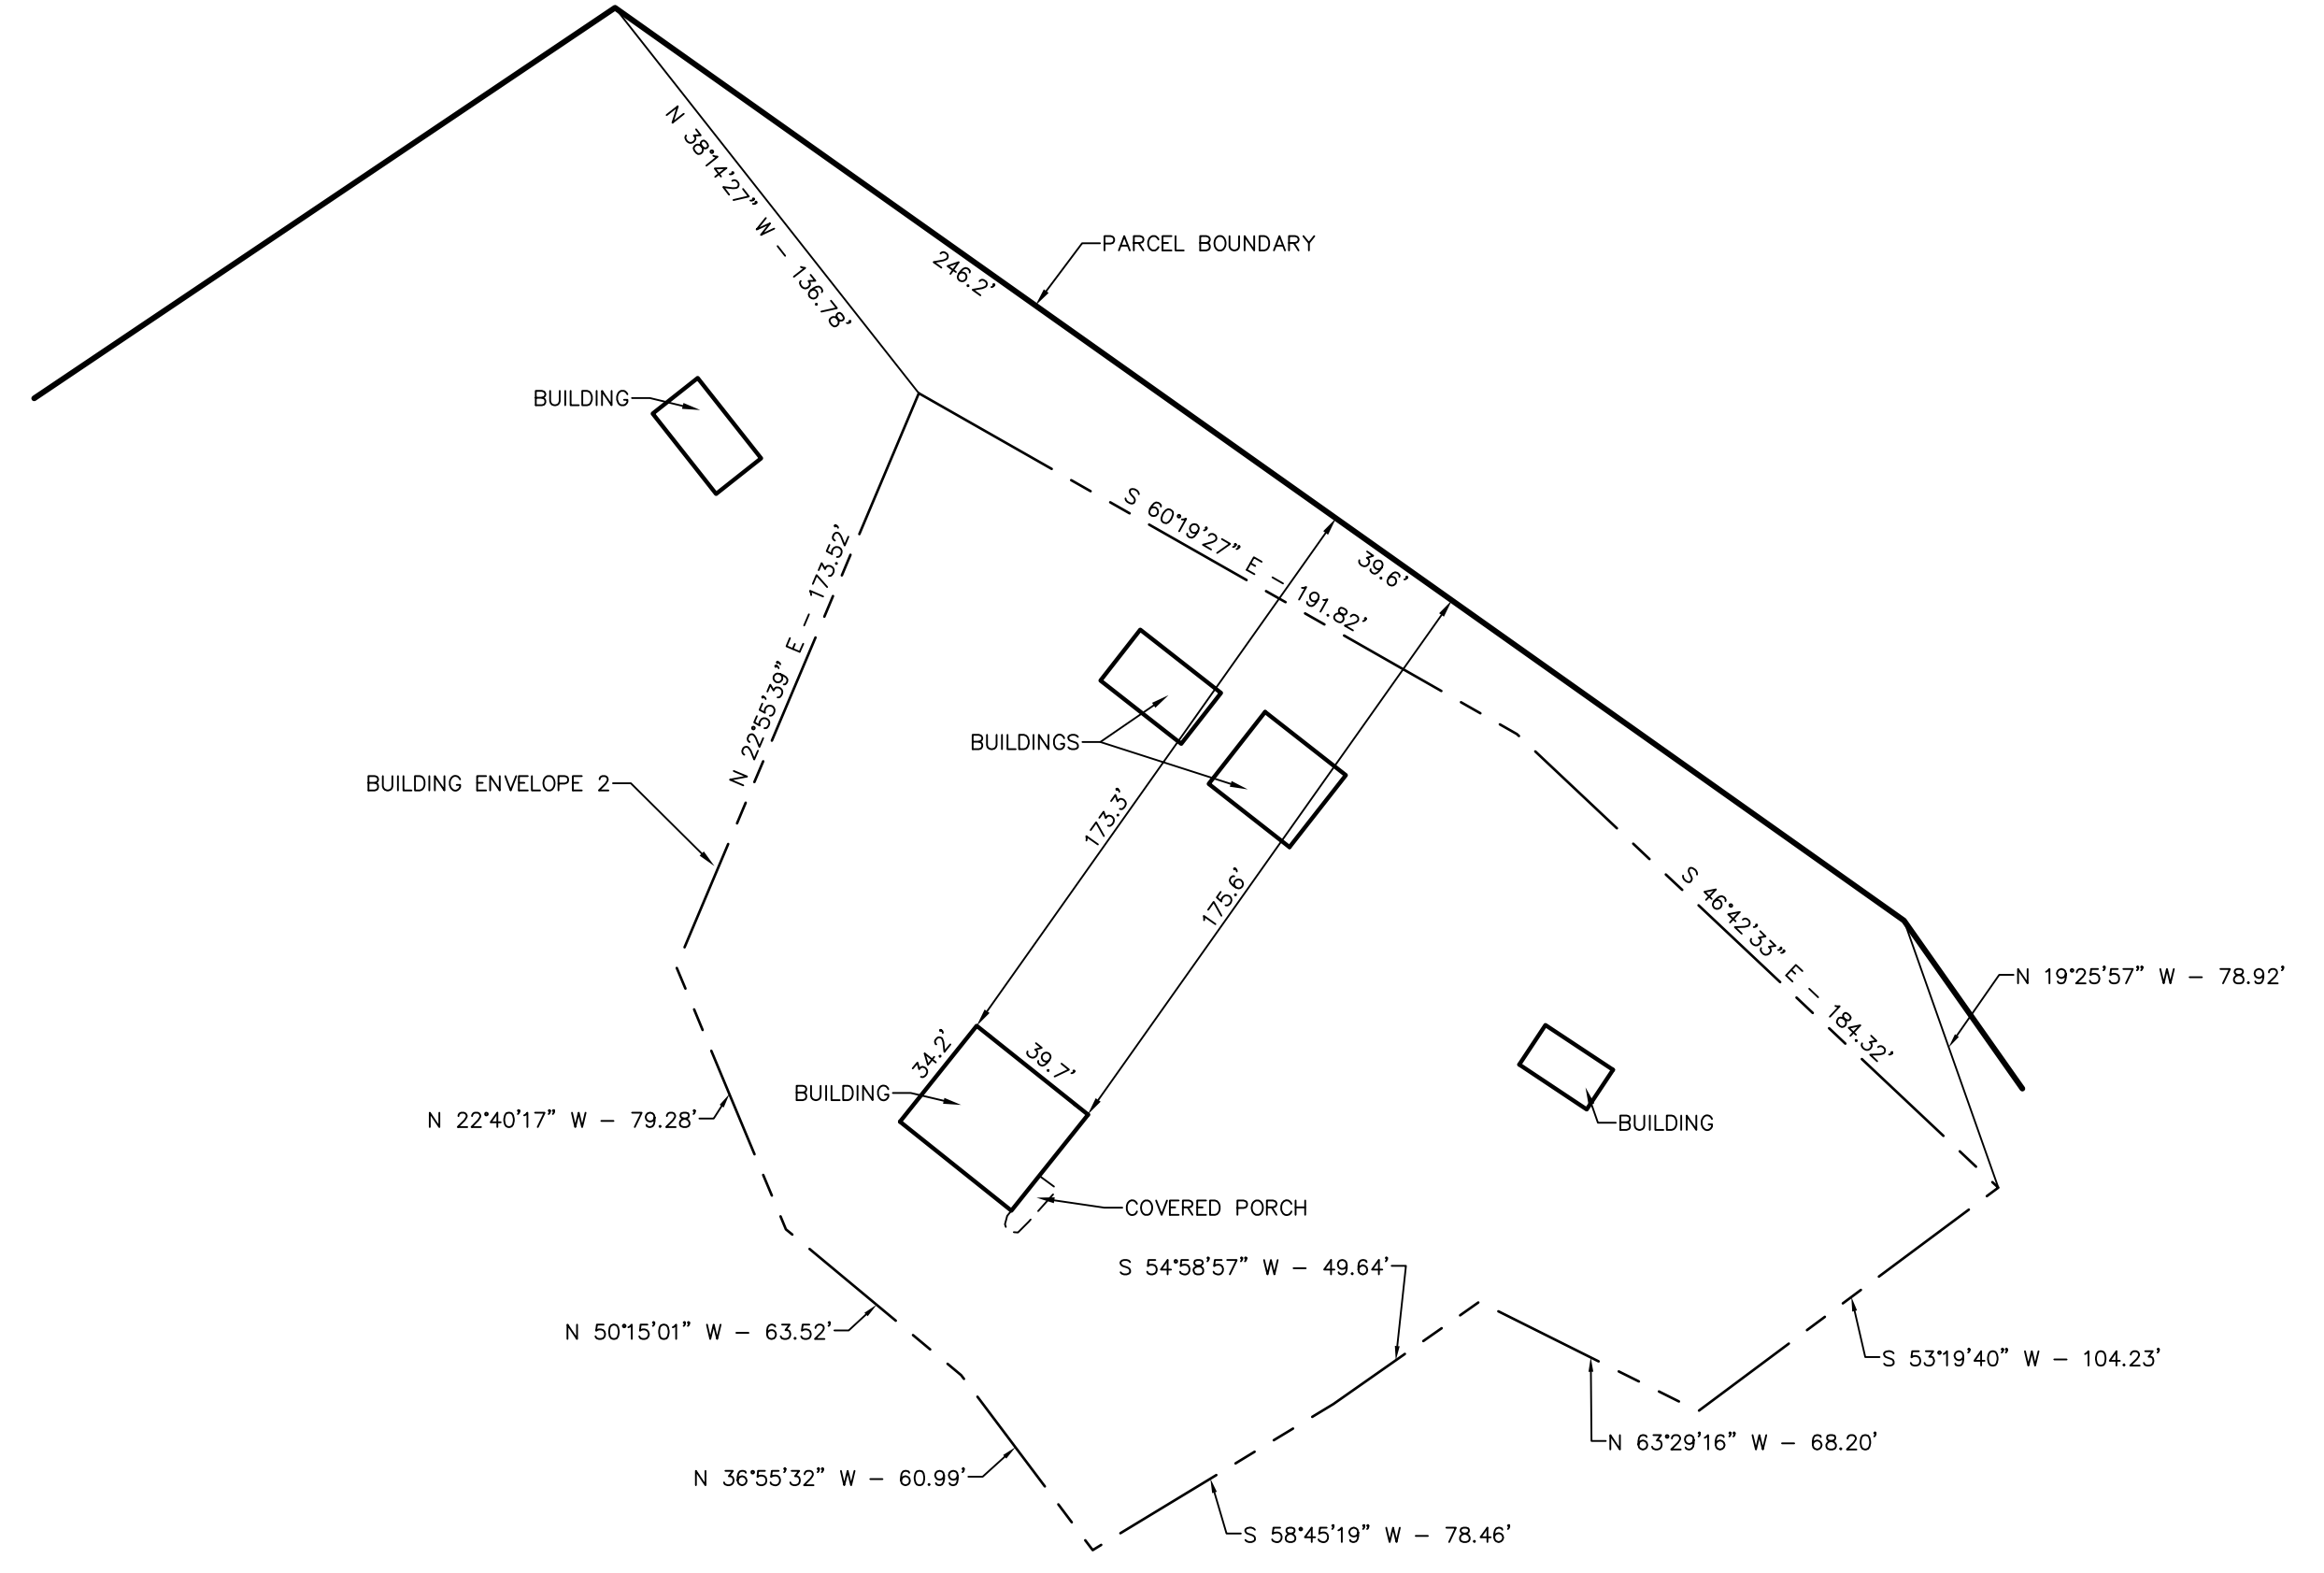 N 38°14'27" W - 136.78'
PARCEL BOUNDARY
246.2'
BUILDING
S 60°19'27" E - 191.82'
39.6'
N 22°55'39" E - 173.52'
BUILDINGS
BUILDING ENVELOPE 2
173.3'
175.6'
S 46°42'33" E - 184.32'
N 19°25'57" W - 78.92'
34.2'
39.7'
BUILDING
N 22°40'17" W - 79.28'
BUILDING
COVERED PORCH
S 54°58'57" W - 49.64'
N 50°15'01" W - 63.52'
S 53°19'40" W - 104.23'
N 63°29'16" W - 68.20'
N 36°55'32" W - 60.99'
S 58°45'19" W - 78.46'